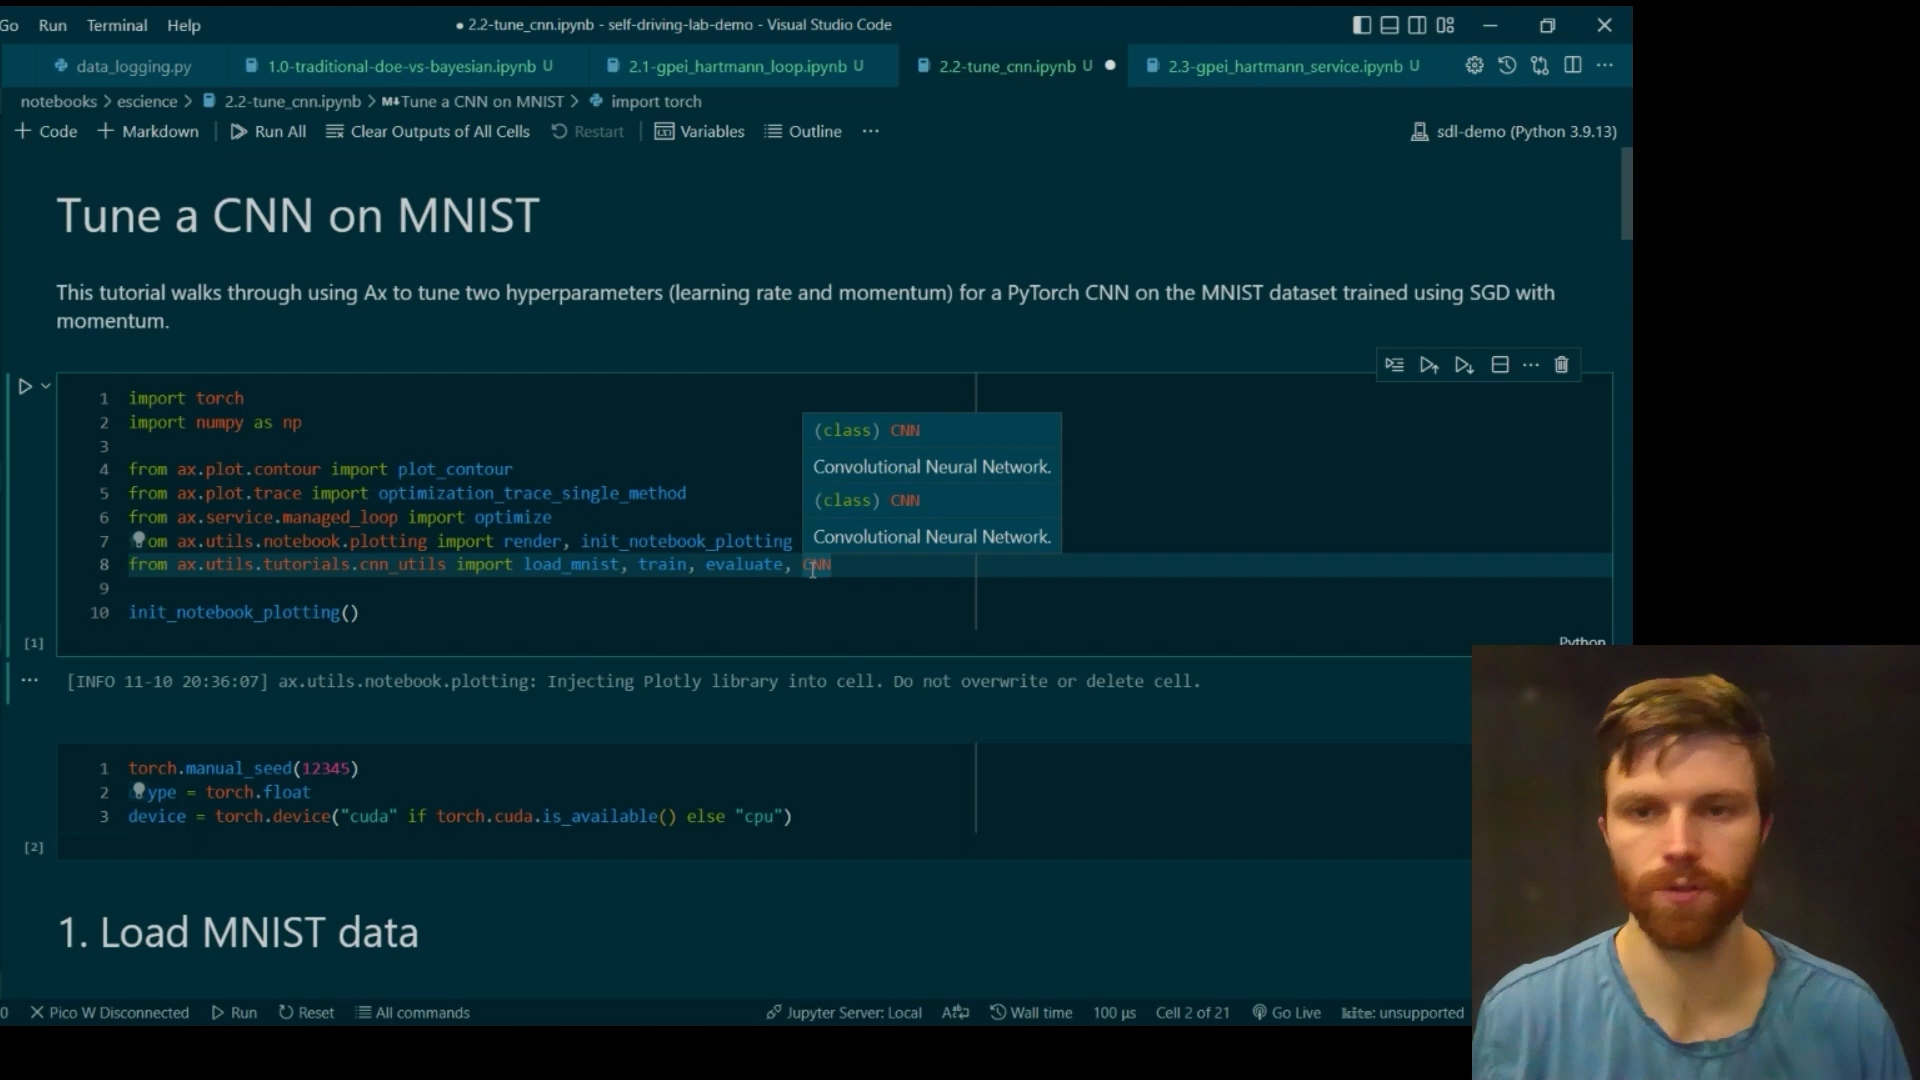 Go Run Terminal Help
● 2.2-tune_cnn.ipynb - self-driving-lab-demo - Visual Studio Code
data_logging.py 1.0-traditional-doe-vs-bayesian.ipynb U 2.1-gpei_hartmann_loop.ipynb U 2.2-tune_cnn.ipynb U ● 2.3-gpei_hartmann_service.ipynb U ···
notebooks > escience > 2.2-tune_cnn.ipynb > M↓Tune a CNN on MNIST > import torch
+ Code + Markdown Run All Clear Outputs of All Cells Restart Variables Outline ··· sdl-demo (Python 3.9.13)
Tune a CNN on MNIST
This tutorial walks through using Ax to tune two hyperparameters (learning rate and momentum) for a PyTorch CNN on the MNIST dataset trained using SGD with
momentum.
1 import torch
2 import numpy as np
3
4 from ax.plot.contour import plot_contour
5 from ax.plot.trace import optimization_trace_single_method
6 from ax.service.managed_loop import optimize
7 om ax.utils.notebook.plotting import render, init_notebook_plotting
8 from ax.utils.tutorials.cnn_utils import load_mnist, train, evaluate, CNN
9
10 init_notebook_plotting()
(class) CNN
Convolutional Neural Network.
(class) CNN
Convolutional Neural Network.
[1]
Python
··· [INFO 11-10 20:36:07] ax.utils.notebook.plotting: Injecting Plotly library into cell. Do not overwrite or delete cell.
1 torch.manual_seed(12345)
2 ype = torch.float
3 device = torch.device("cuda" if torch.cuda.is_available() else "cpu")
[2]
1. Load MNIST data
0 Pico W Disconnected Run Reset All commands Jupyter Server: Local Wall time 100 μs Cell 2 of 21 Go Live kite: unsupported